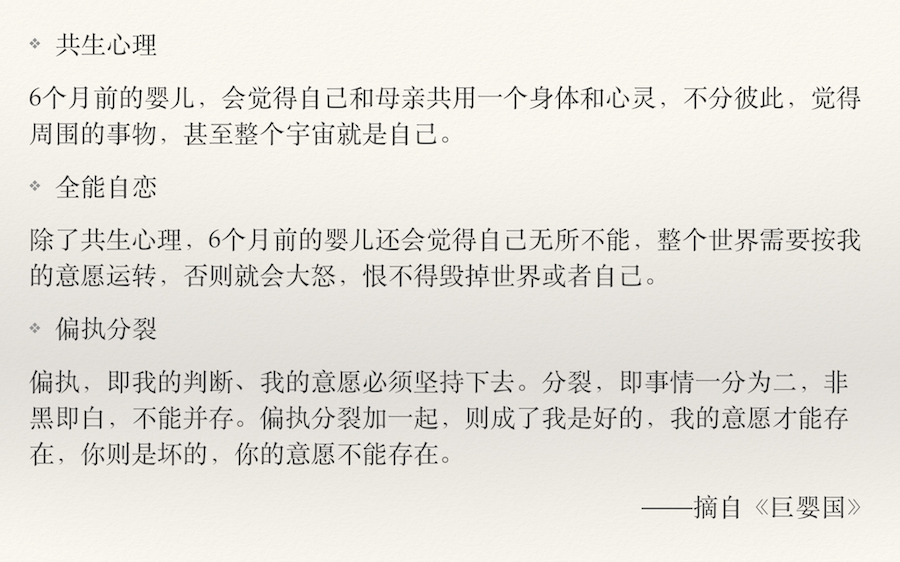 ❖ 共生心理
6个月前的婴儿，会觉得自己和母亲共用一个身体和心灵，不分彼此，觉得
周围的事物，甚至整个宇宙就是自己。
❖ 全能自恋
除了共生心理，6个月前的婴儿还会觉得自己无所不能，整个世界需要按我
的意愿运转，否则就会大怒，恨不得毁掉世界或者自己。
❖ 偏执分裂
偏执，即我的判断、我的意愿必须坚持下去。分裂，即事情一分为二，非
黑即白，不能并存。偏执分裂加一起，则成了我是好的，我的意愿才能存
在，你则是坏的，你的意愿不能存在。
——摘自《巨婴国》